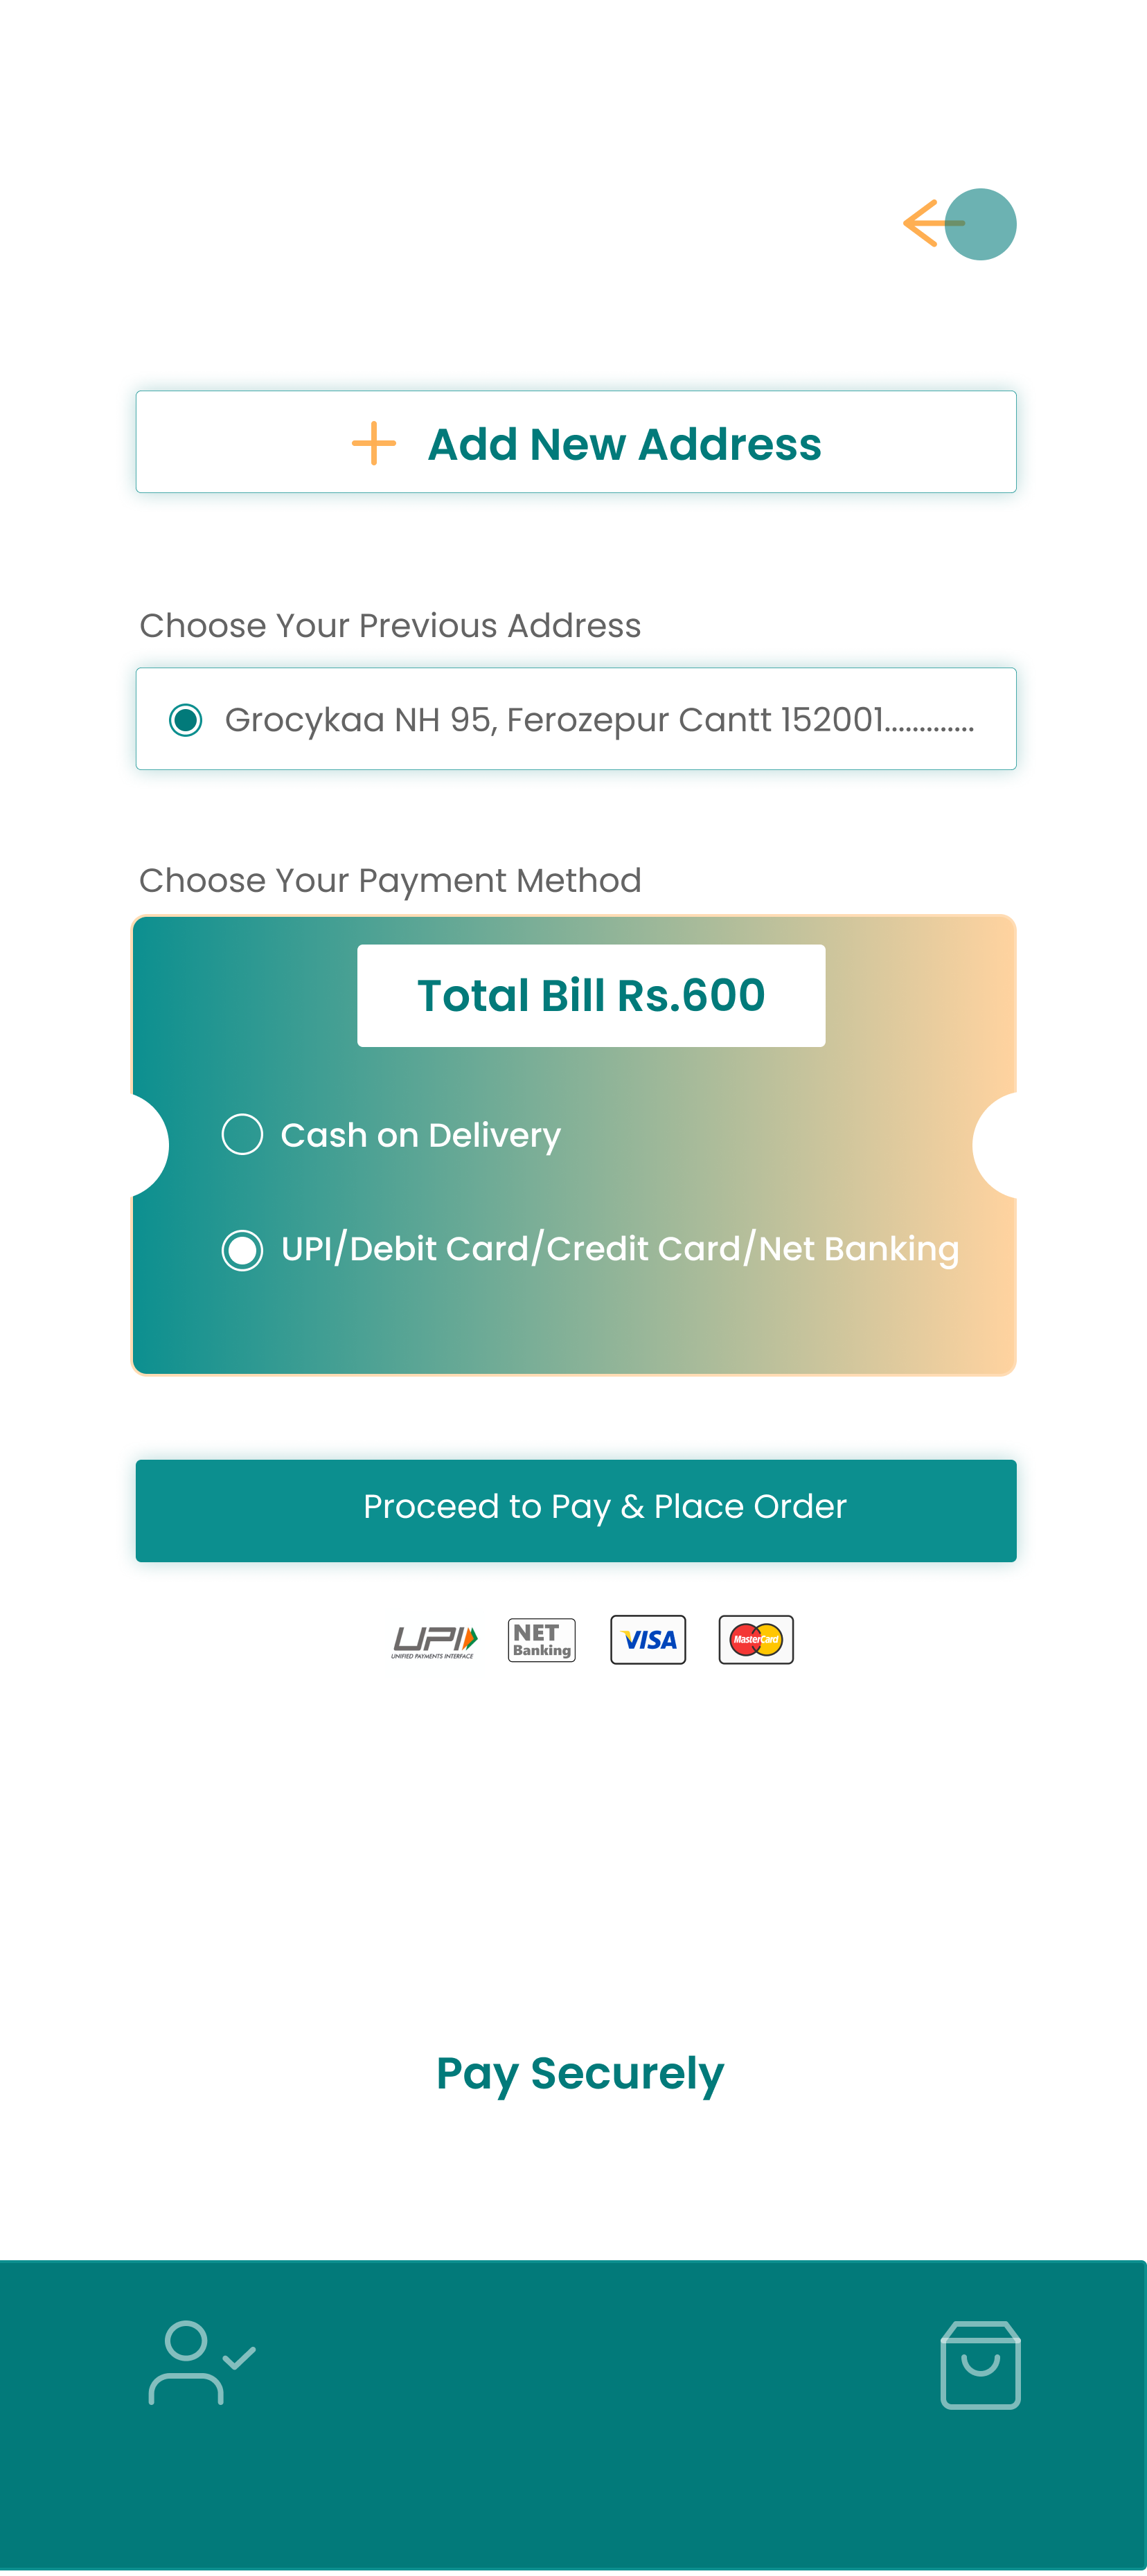 Add New Address
Choose Your Previous Address
Grocykaa NH 95, Ferozepur Cantt 152001.............
Choose Your Payment Method
Total Bill Rs.600
Cash on Delivery
UPI/Debit Card/Credit Card/Net Banking
Proceed to Pay & Place Order
UPI
UNIFIED PAYMENTS INTERFACE
NET
Banking
VISA
MasterCard
Pay Securely